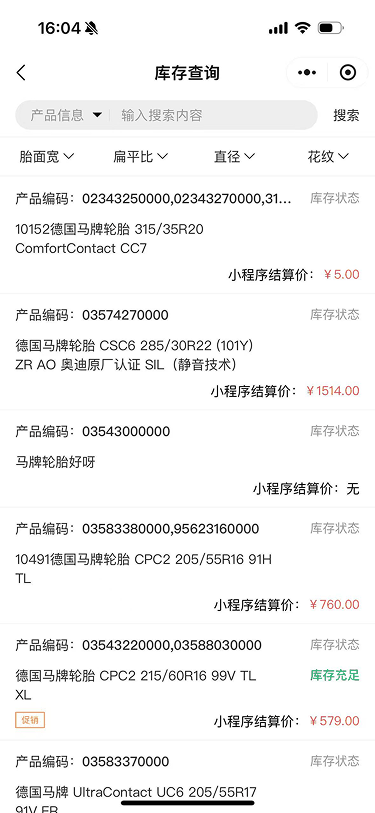 16:04
库存查询
产品信息 输入搜索内容 搜索
胎面宽 扁平比 直径 花纹
产品编码：02343250000,02343270000,31... 库存状态
10152德国马牌轮胎 315/35R20
ComfortContact CC7
小程序结算价：￥5.00
产品编码：03574270000 库存状态
德国马牌轮胎 CSC6 285/30R22 (101Y)
ZR AO 奥迪原厂认证 SIL（静音技术）
小程序结算价：￥1514.00
产品编码：03543000000 库存状态
马牌轮胎好呀
小程序结算价：无
产品编码：03583380000,95623160000 库存状态
10491德国马牌轮胎 CPC2 205/55R16 91H
TL
小程序结算价：￥760.00
产品编码：03543220000,03588030000 库存状态
德国马牌轮胎 CPC2 215/60R16 99V TL 库存充足
XL
促销 小程序结算价：￥579.00
产品编码：03583370000 库存状态
德国马牌 UltraContact UC6 205/55R17
91V FR